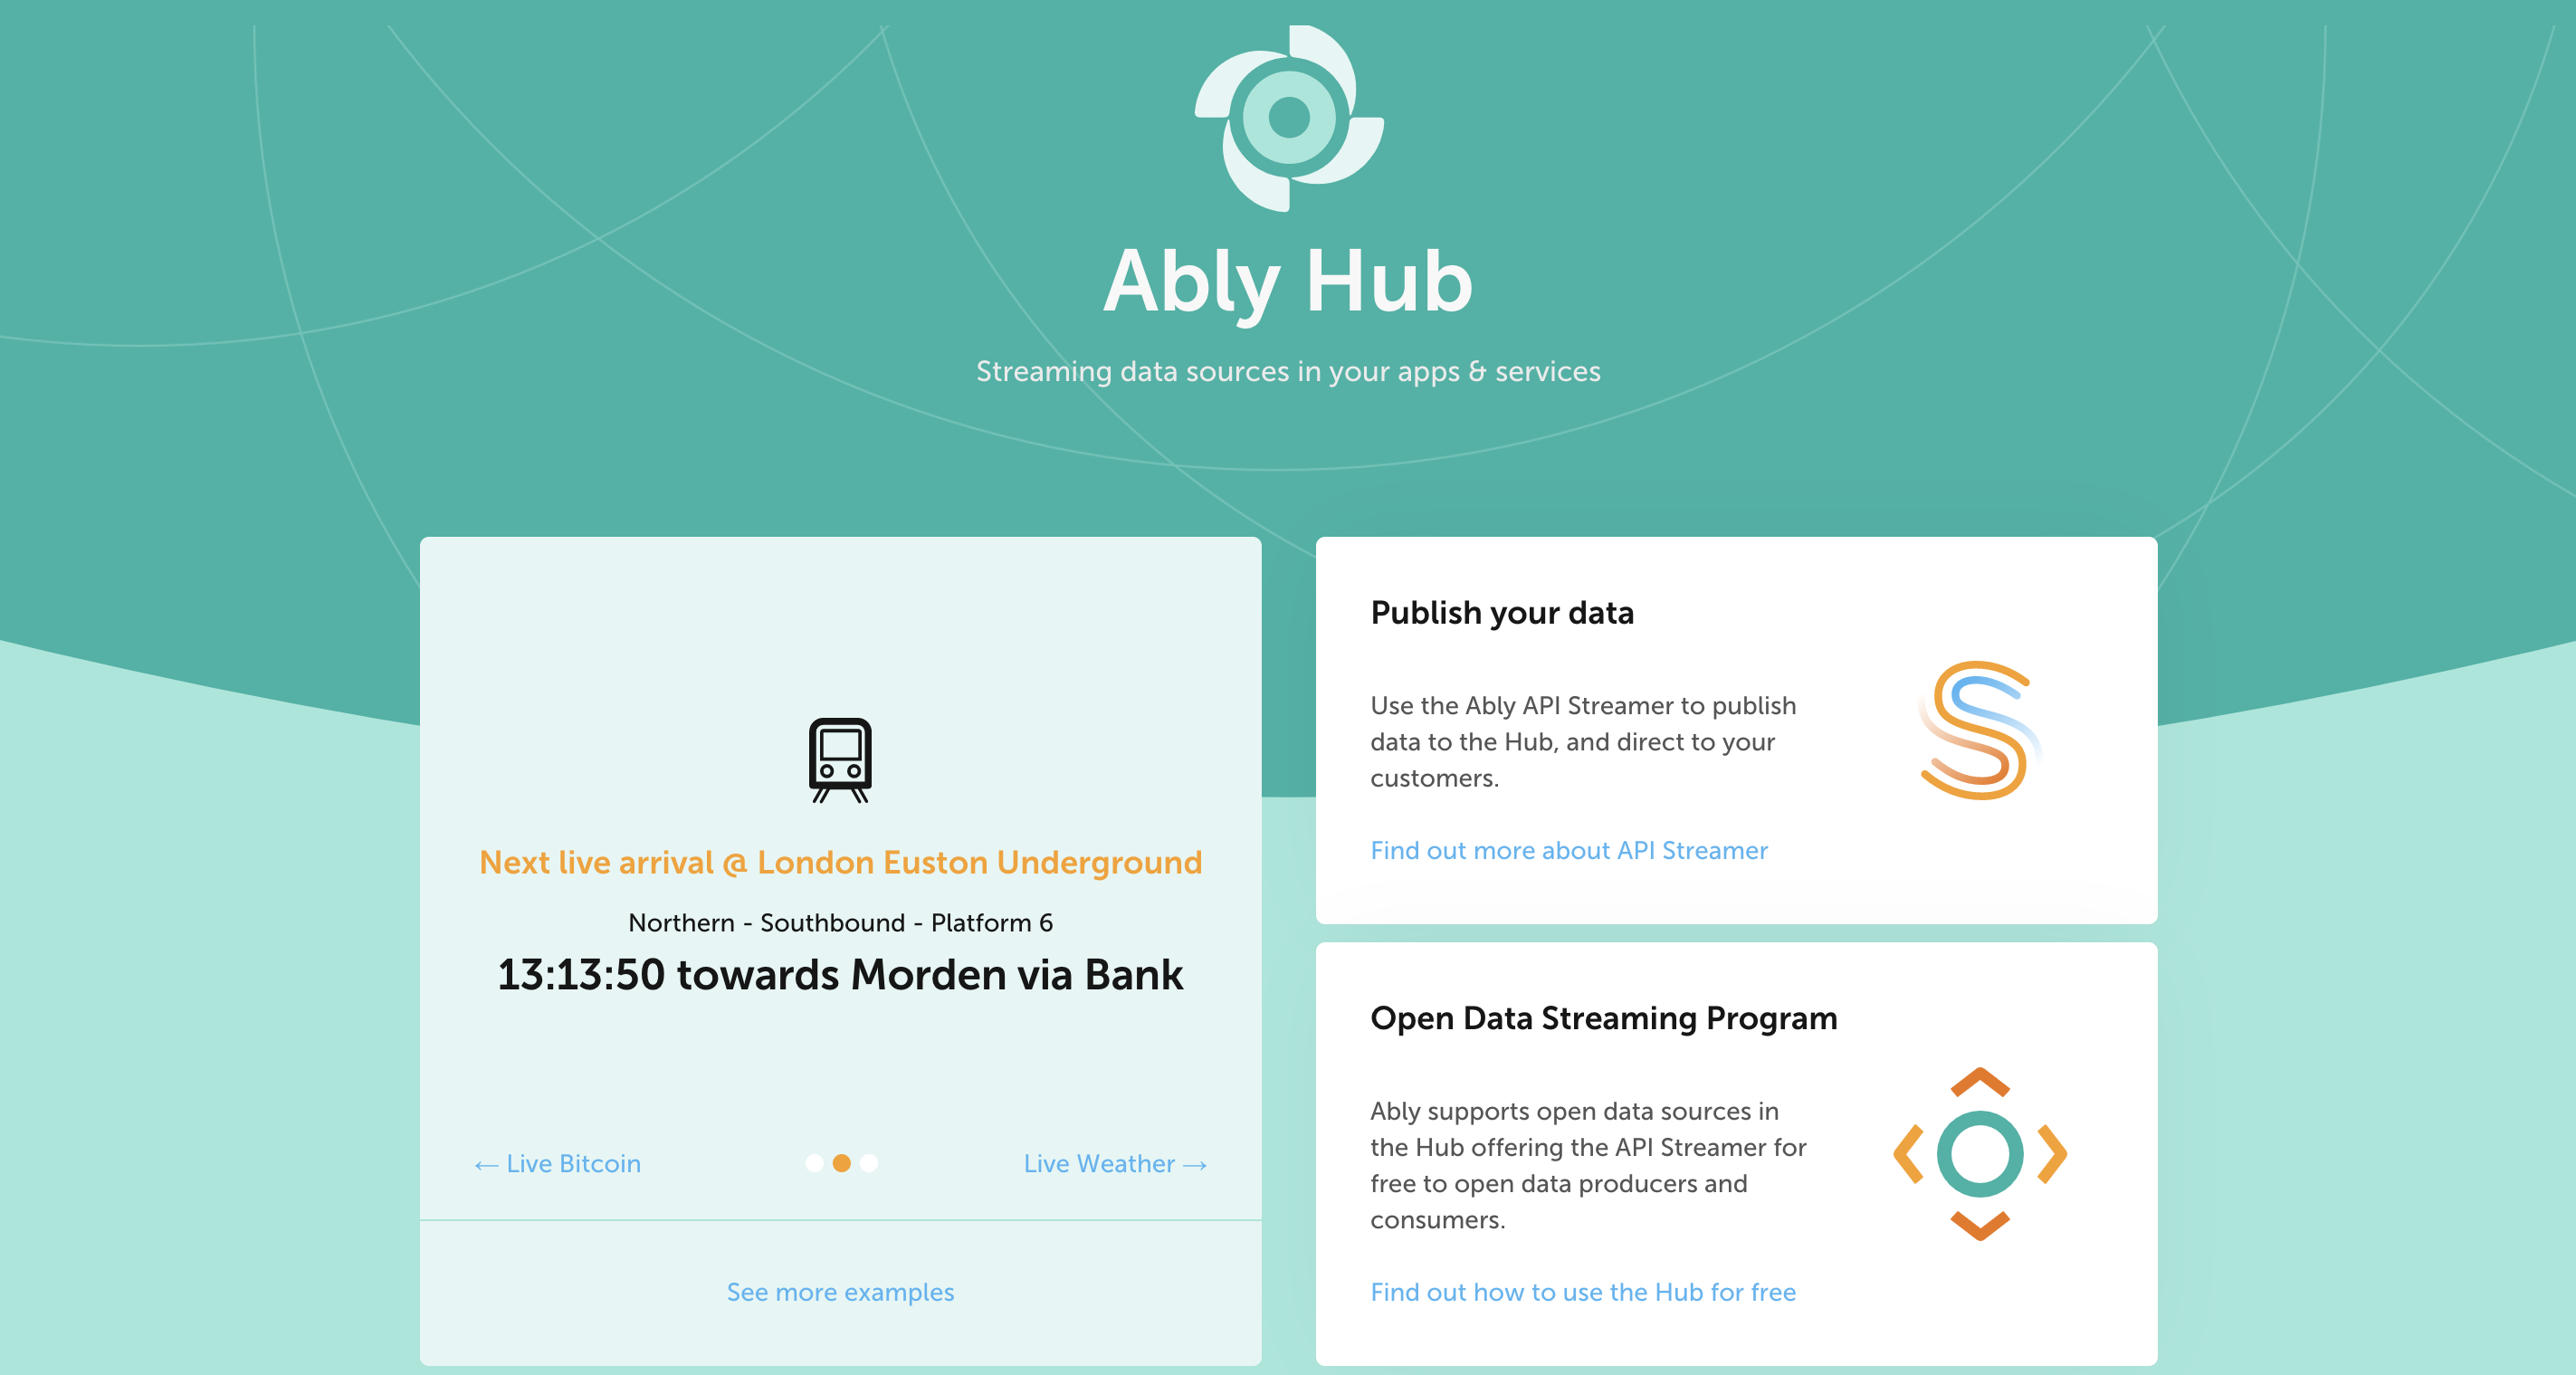 Ably Hub
Streaming data sources in your apps & services
Next live arrival @ London Euston Underground
Northern - Southbound - Platform 6
13:13:50 towards Morden via Bank
← Live Bitcoin
Live Weather →
See more examples
Publish your data
Use the Ably API Streamer to publish
data to the Hub, and direct to your
customers.
Find out more about API Streamer
Open Data Streaming Program
Ably supports open data sources in
the Hub offering the API Streamer for
free to open data producers and
consumers.
Find out how to use the Hub for free